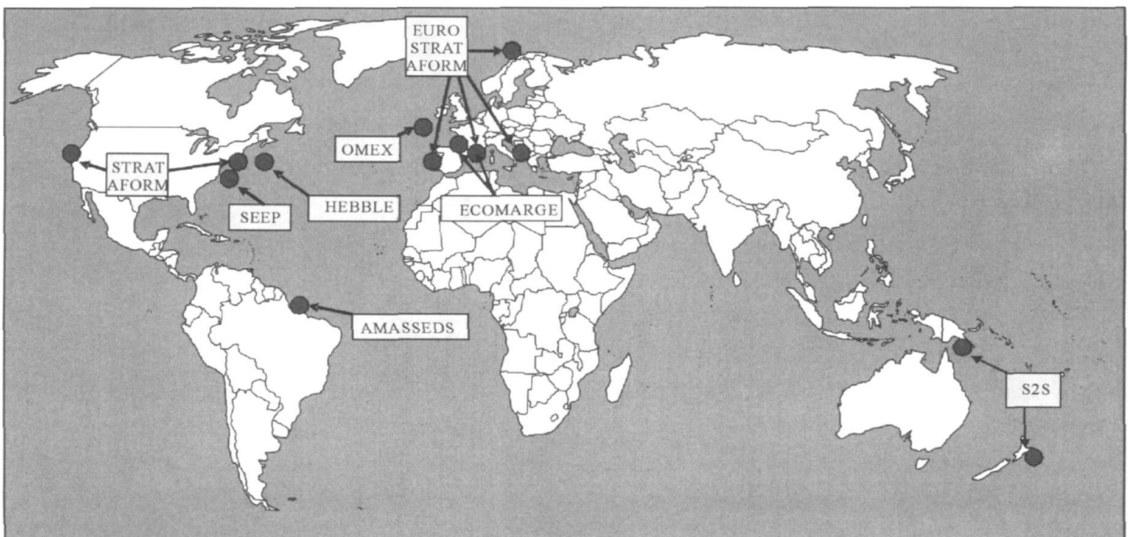 EURO
STRAT
AFORM
OMEX
STRAT
AFORM
SEEP
HEBBLE
ECOMARGE
AMASSEDS
S2S